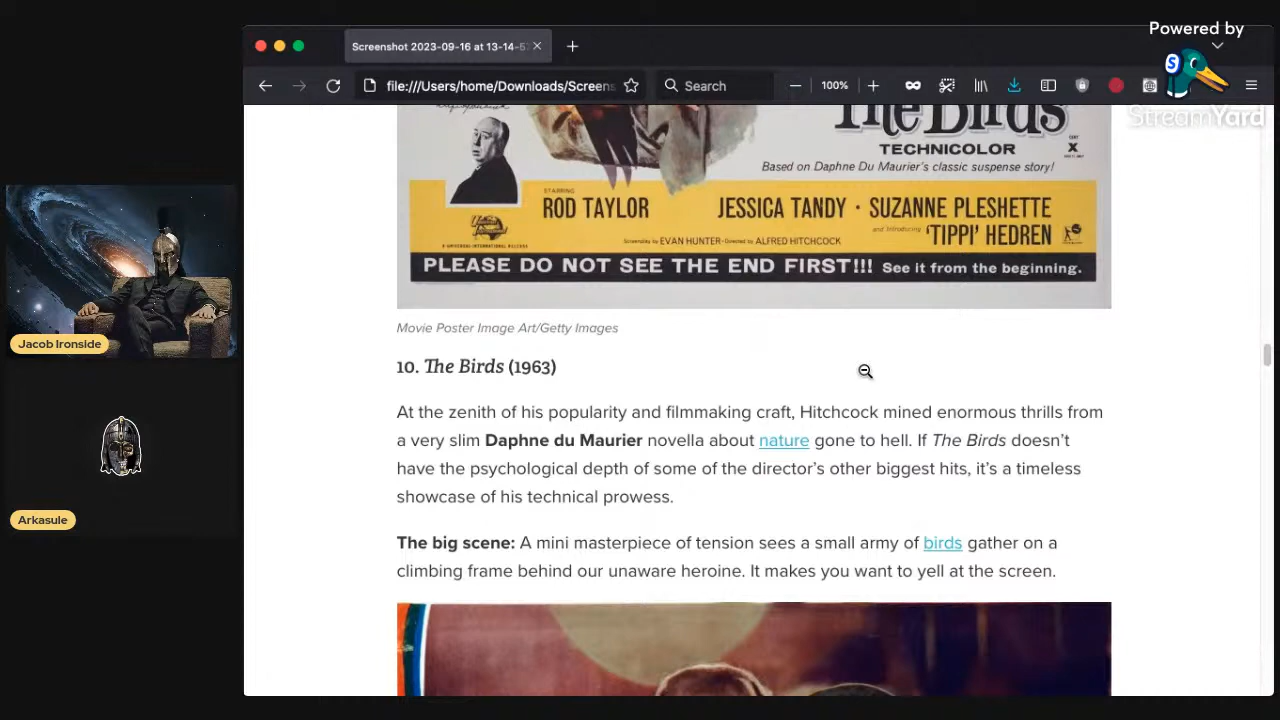 Powered by
StreamYard
Screenshot 2023-09-16 at 13-14-5
file:///Users/home/Downloads/Screens
Search
100%
The Birds
TECHNICOLOR
CERT
X
Based on Daphne Du Maurier's classic suspense story!
STARRING
ROD TAYLOR
JESSICA TANDY · SUZANNE PLESHETTE
and Introducing 'TIPPI' HEDREN
Screenplay by EVAN HUNTER · Directed by ALFRED HITCHCOCK
A UNIVERSAL-INTERNATIONAL RELEASE
PLEASE DO NOT SEE THE END FIRST!!! See it from the beginning.
Movie Poster Image Art/Getty Images
10. The Birds (1963)
At the zenith of his popularity and filmmaking craft, Hitchcock mined enormous thrills from
a very slim Daphne du Maurier novella about nature gone to hell. If The Birds doesn't
have the psychological depth of some of the director's other biggest hits, it's a timeless
showcase of his technical prowess.
The big scene: A mini masterpiece of tension sees a small army of birds gather on a
climbing frame behind our unaware heroine. It makes you want to yell at the screen.
Jacob Ironside
Arkasule